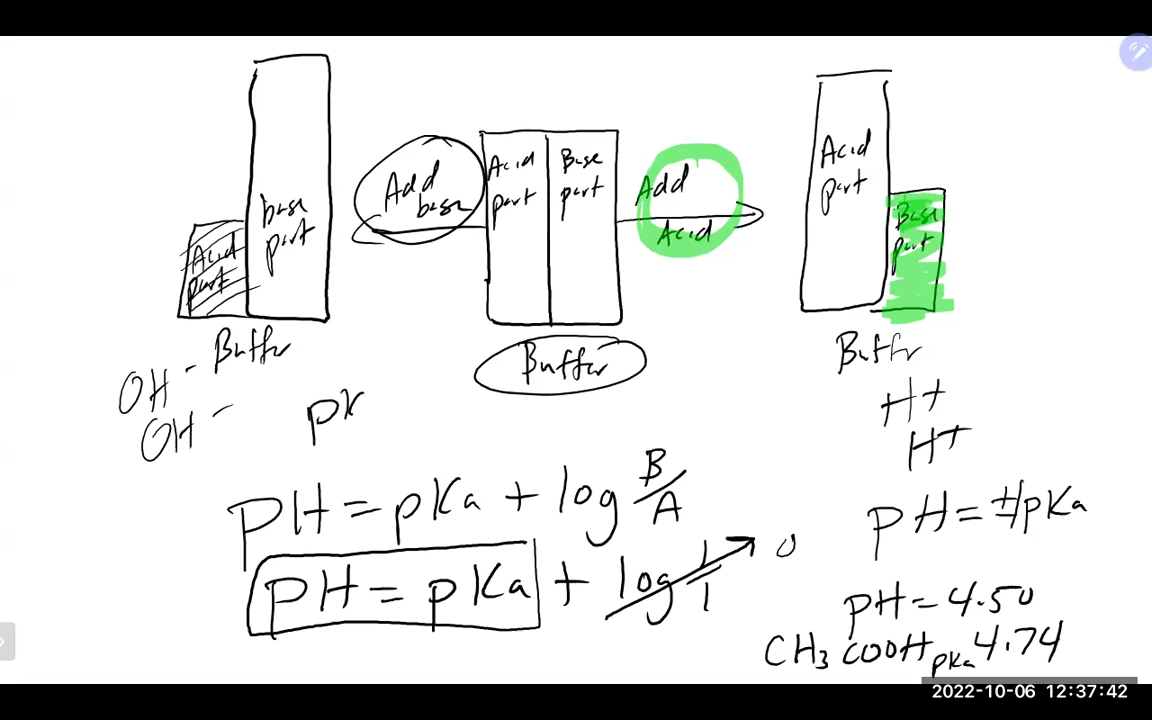 Acid part
base part
Buffer
OH-
OH-
Add base
Acid part
Base part
Buffer
Add Acid
Acid part
Base part
Buffer
H+
H+
pK
pH = pKa + log B/A
pH = pKa + log 1/1
0
pH = ±1pKa
pH = 4.50
CH3 COOH pKa 4.74
2022-10-06 12:37:42